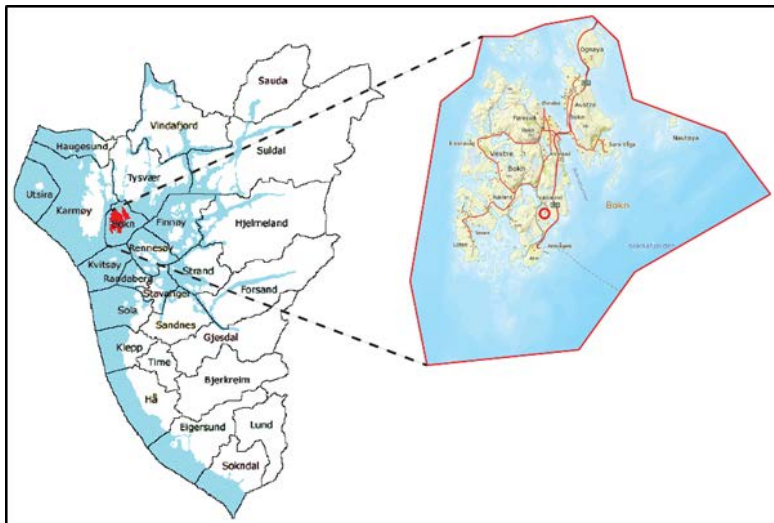 Sauda
Vindafjord
Haugesund
Suldal
Tysvær
Utsira
Karmøy
Bokn
Finnøy
Hjelmeland
Rennesøy
Kvitsøy
Strand
Randaberg
Forsand
Stavanger
Sola
Sandnes
Gjesdal
Klepp
Time
Bjerkreim
Hå
Eigersund
Lund
Sokndal
Ognøya
Austre
Bokn
Føresvik
Vestre
Bokn
Bokn